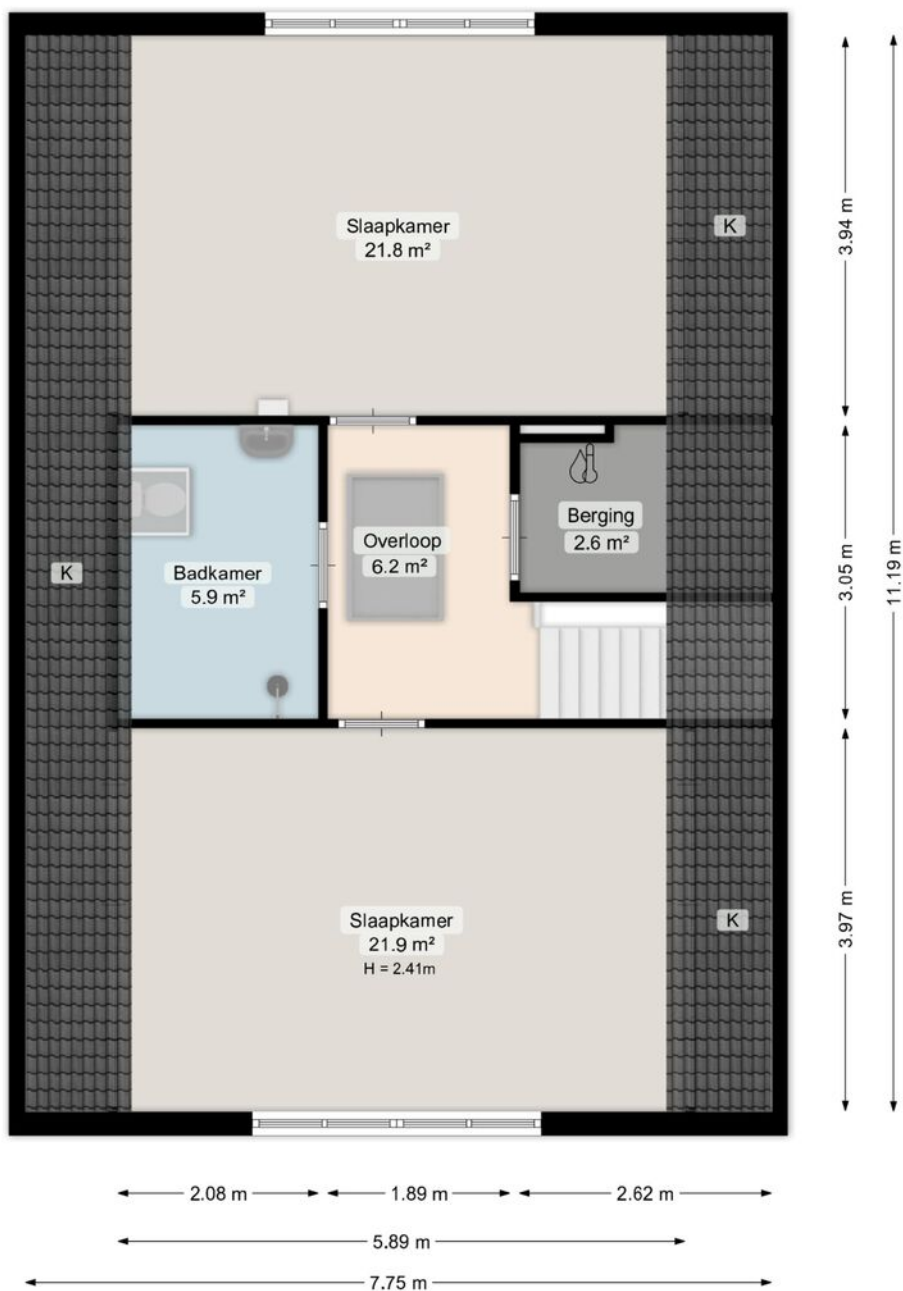 Slaapkamer
21.8 m²
K
3.94 m
Overloop
6.2 m²
Berging
2.6 m²
K
Badkamer
5.9 m²
3.05 m
11.19 m
Slaapkamer
21.9 m²
H = 2.41m
K
3.97 m
2.08 m
1.89 m
2.62 m
5.89 m
7.75 m